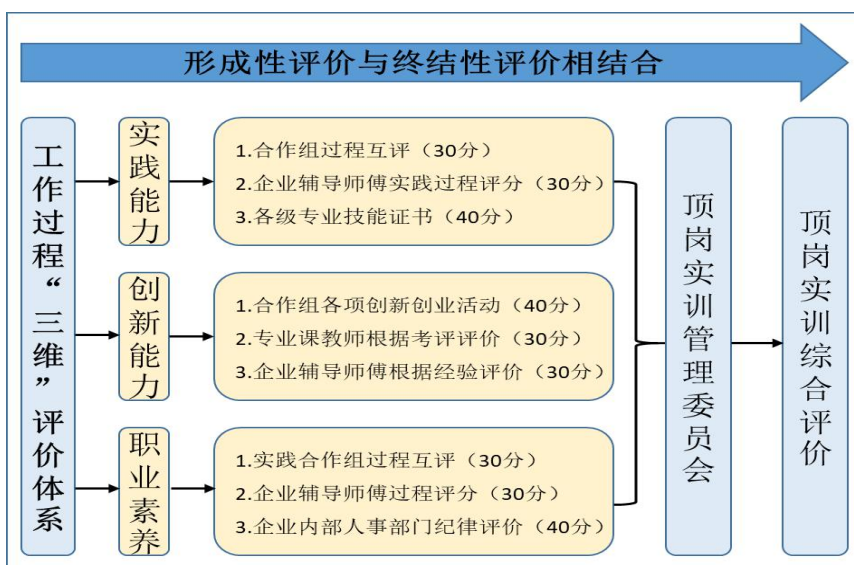 形成性评价与终结性评价相结合
工作过程“三维”评价体系
实践能力
1.合作组过程互评（30分）
2.企业辅导师傅实践过程评分（30分）
3.各级专业技能证书（40分）
创新能力
1.合作组各项创新创业活动（40分）
2.专业课教师根据考评评价（30分）
3.企业辅导师傅根据经验评价（30分）
职业素养
1.实践合作组过程互评（30分）
2.企业辅导师傅过程评分（30分）
3.企业内部人事部门纪律评价（40分）
顶岗实训管理委员会
顶岗实训综合评价